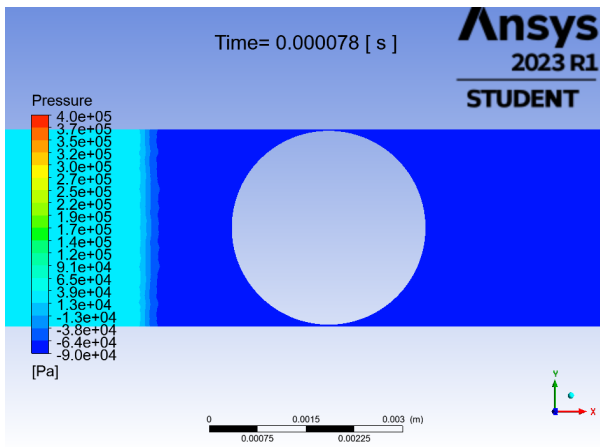 Time= 0.000078 [ s ]
Ansys
2023 R1
STUDENT
Pressure
4.0e+05
3.7e+05
3.5e+05
3.2e+05
3.0e+05
2.7e+05
2.5e+05
2.2e+05
1.9e+05
1.7e+05
1.4e+05
1.2e+05
9.1e+04
6.5e+04
3.9e+04
1.3e+04
-1.3e+04
-3.8e+04
-6.4e+04
-9.0e+04
[Pa]
Y
X
0 0.0015 0.003 (m)
0.00075 0.00225